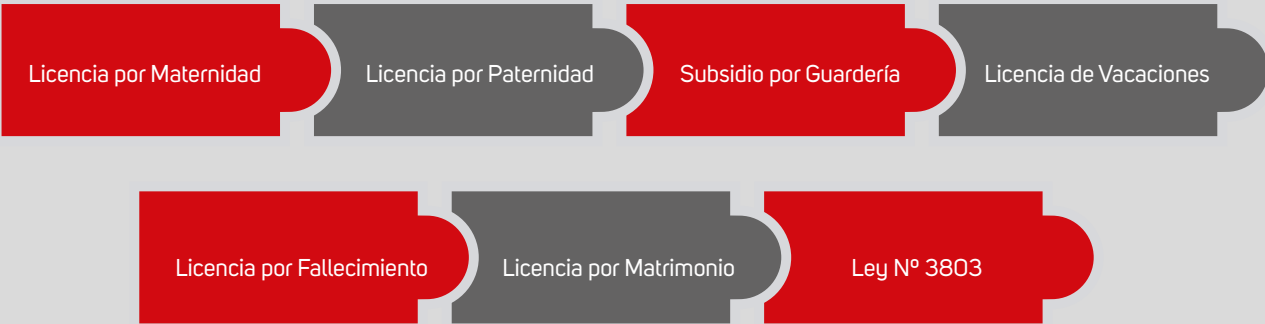 Licencia por Maternidad
Licencia por Paternidad
Subsidio por Guardería
Licencia de Vacaciones
Licencia por Fallecimiento
Licencia por Matrimonio
Ley Nº 3803